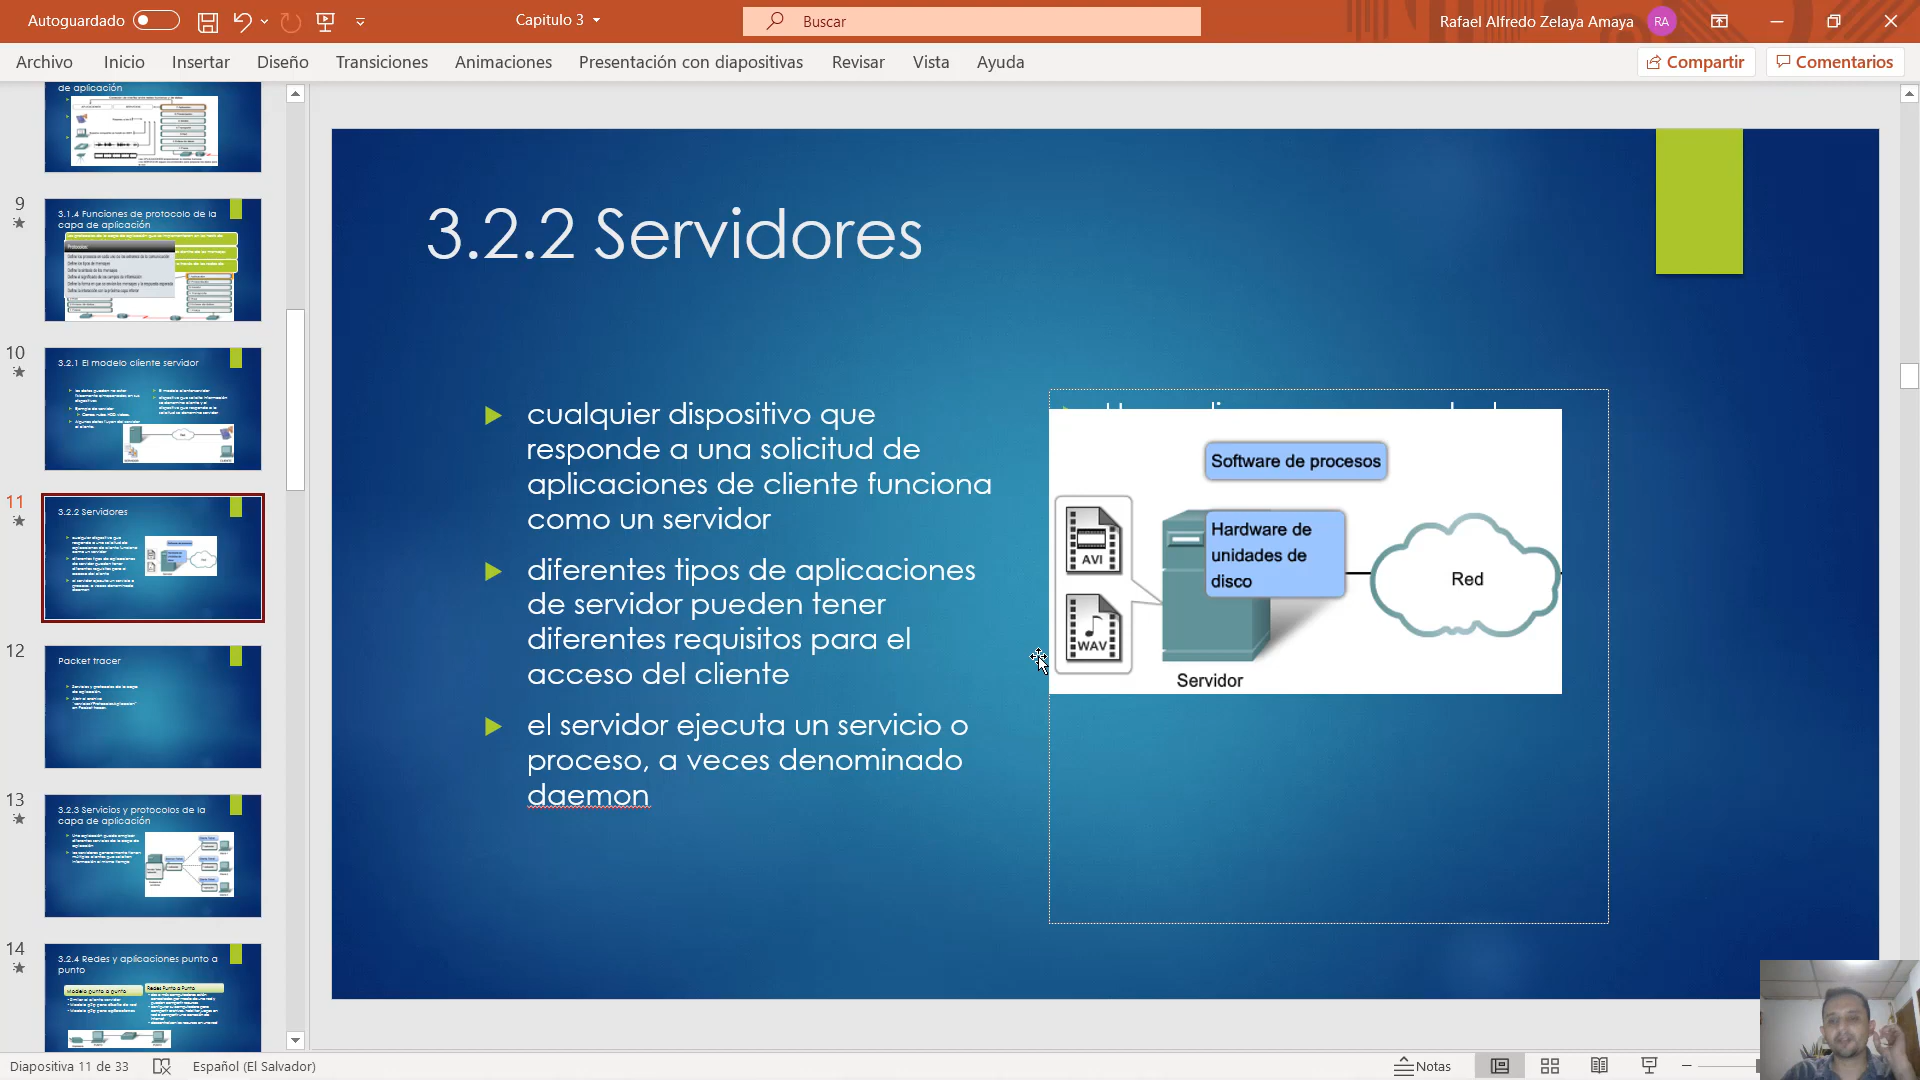 Autoguardado
Capitulo 3
Buscar
Rafael Alfredo Zelaya Amaya
RA
Archivo
Inicio
Insertar
Diseño
Transiciones
Animaciones
Presentación con diapositivas
Revisar
Vista
Ayuda
Compartir
Comentarios
de aplicación
9
3.1.4 Funciones de protocolo de la
capa de aplicación
10
3.2.1 El modelo cliente servidor
11
3.2.2 Servidores
12
Packet tracer
13
3.2.3 Servicios y protocolos de la
capa de aplicación
14
3.2.4 Redes y aplicaciones punto a
punto
3.2.2 Servidores
cualquier dispositivo que
responde a una solicitud de
aplicaciones de cliente funciona
como un servidor
diferentes tipos de aplicaciones
de servidor pueden tener
diferentes requisitos para el
acceso del cliente
el servidor ejecuta un servicio o
proceso, a veces denominado
daemon
Software de procesos
AVI
WAV
Hardware de
unidades de
disco
Red
Servidor
Diapositiva 11 de 33
Español (El Salvador)
Notas